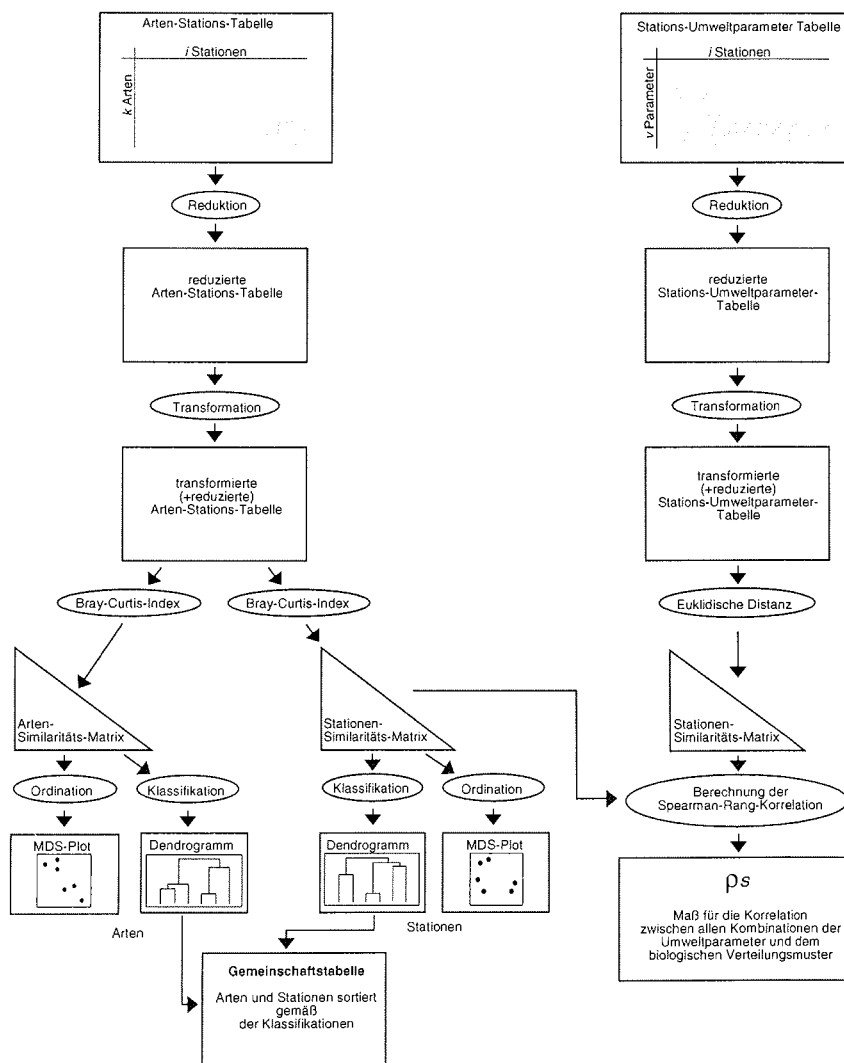 Arten-Stations-Tabelle
i Stationen
k Arten
Reduktion
reduzierte
Arten-Stations-Tabelle
Transformation
transformierte
(+reduzierte)
Arten-Stations-Tabelle
Bray-Curtis-Index
Bray-Curtis-Index
Arten-
Similaritäts-Matrix
Stationen-
Similaritäts-Matrix
Ordination
Klassifikation
Klassifikation
Ordination
MDS-Plot
Dendrogramm
Dendrogramm
MDS-Plot
Arten
Stationen
Gemeinschaftstabelle
Arten und Stationen sortiert
gemäß
der Klassifikationen
Stations-Umweltparameter Tabelle
i Stationen
v Parameter
Reduktion
reduzierte
Stations-Umweltparameter-
Tabelle
Transformation
transformierte
(+reduzierte)
Stations-Umweltparameter-
Tabelle
Euklidische Distanz
Stationen-
Similaritäts-Matrix
Berechnung der
Spearman-Rang-Korrelation
ρs
Maß für die Korrelation
zwischen allen Kombinationen der
Umweltparameter und dem
biologischen Verteilungsmuster